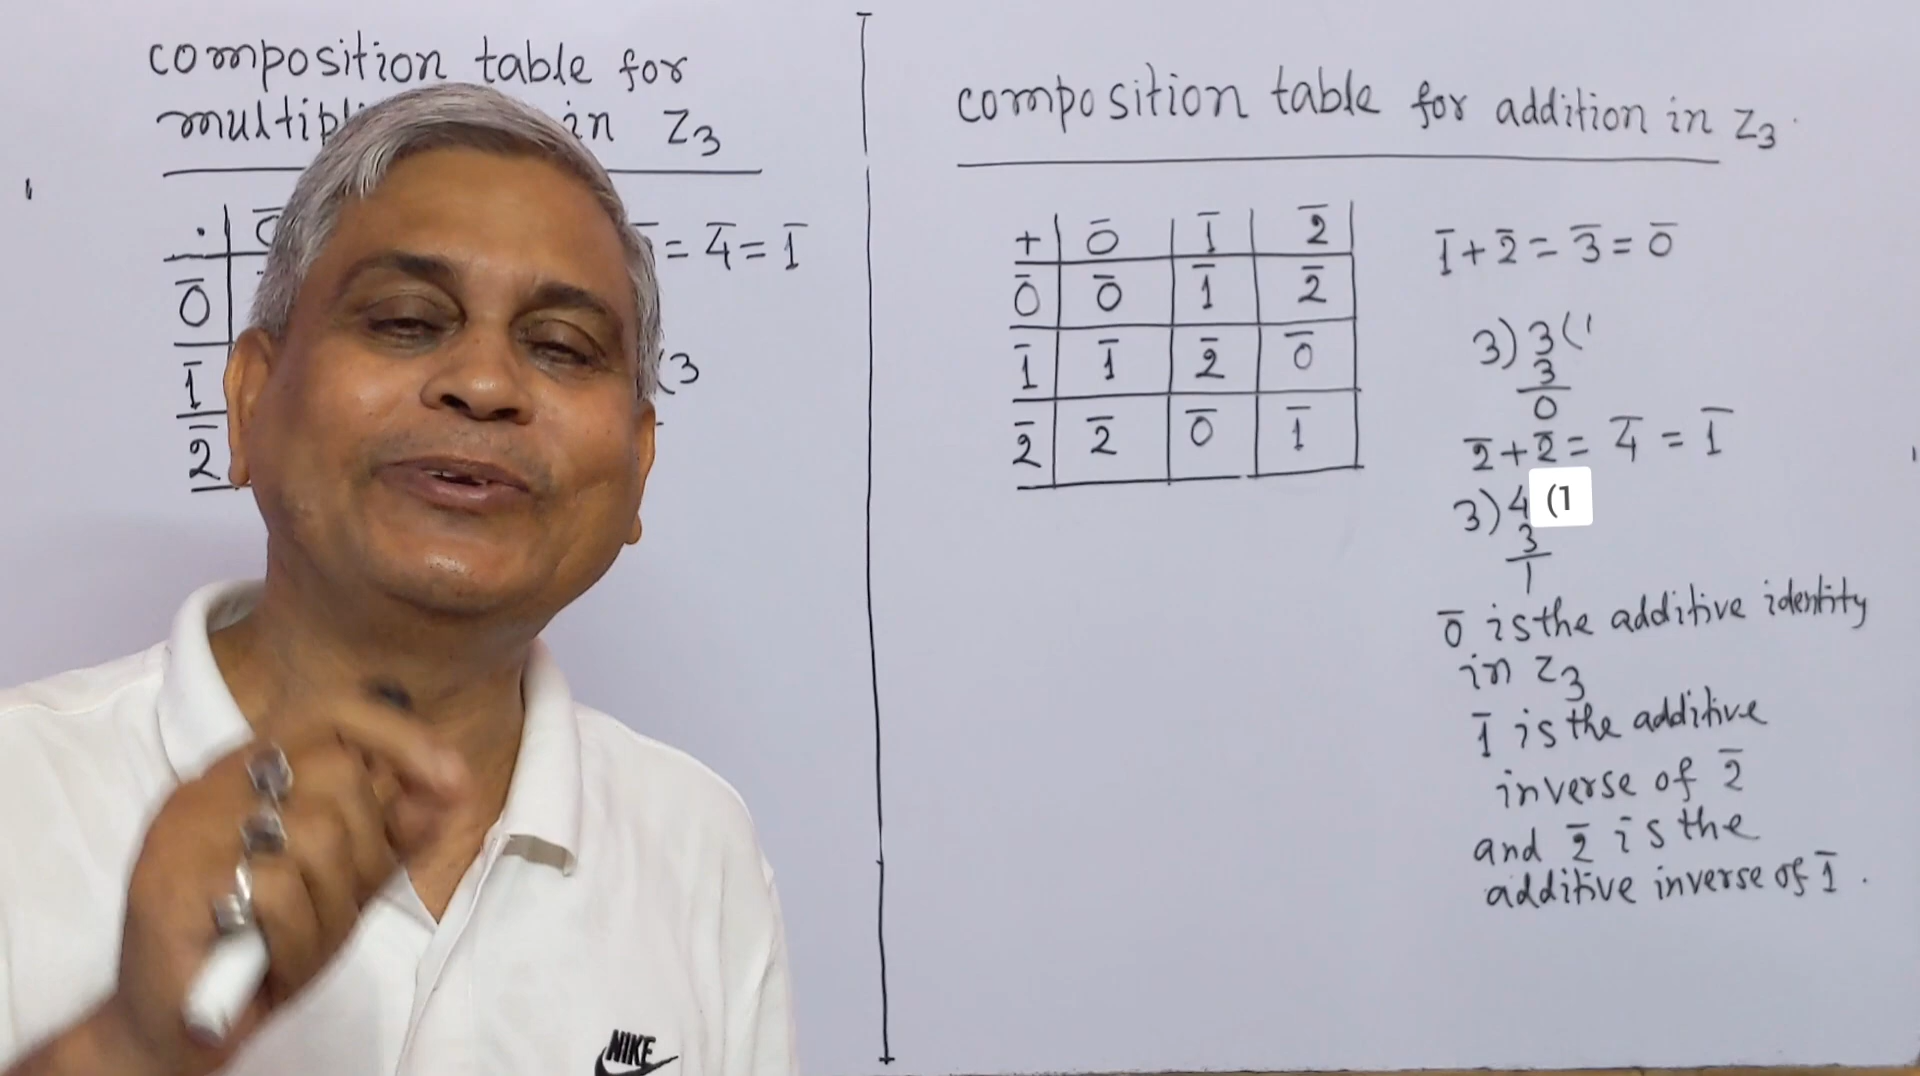 composition table for
in Z3
. |
= 4̅ = 1̅
0̅
1̅
(3
2̅
composition table for addition in Z3.
+ 0̅ 1̅ 2̅
0̅ 0̅ 1̅ 2̅
1̅ 1̅ 2̅ 0̅
2̅ 2̅ 0̅ 1̅
1̅ + 2̅ = 3̅ = 0̅
3) 3 (1
3
0
2̅ + 2̅ = 4̅ = 1̅
3) 4 (1
3
1
0̅ is the additive identity
in Z3
1̅ is the additive
inverse of 2̅
and 2̅ is the
additive inverse of 1̅.
NIKE